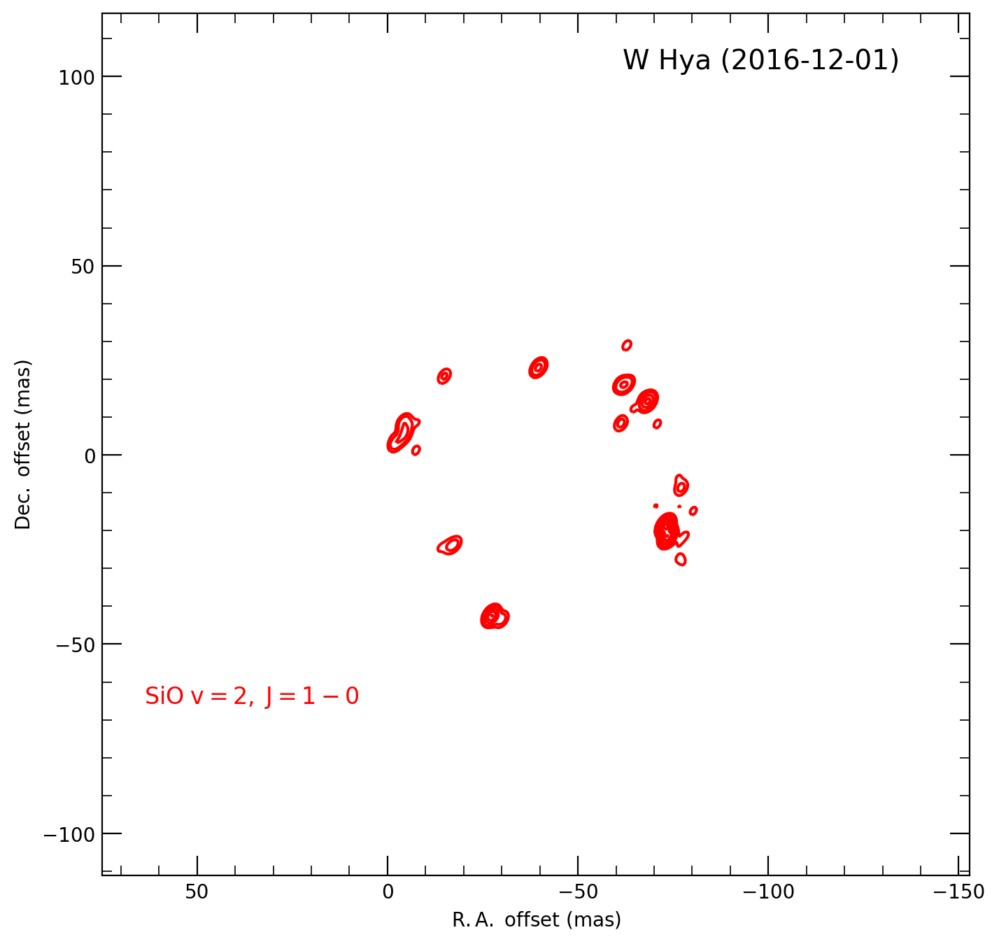 W Hya (2016-12-01)
100
50
0
−50
−100
Dec. offset (mas)
SiO v = 2, J = 1 − 0
50 0 −50 −100 −150
R.A. offset (mas)